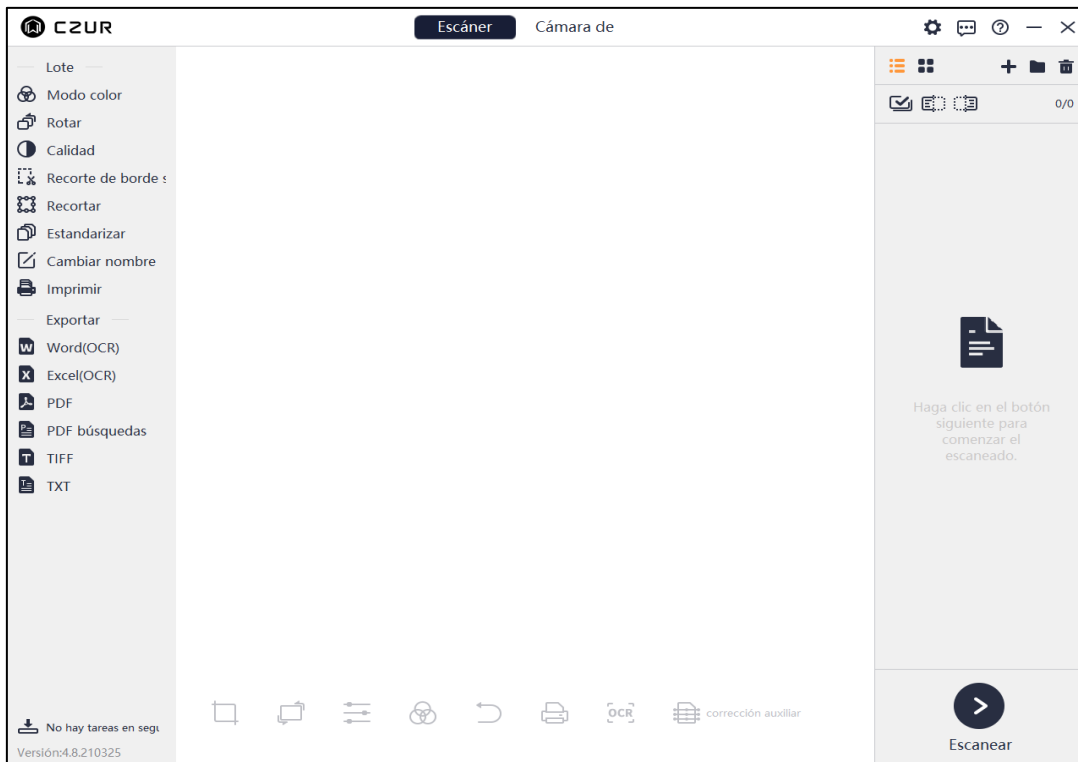 CZUR
Escáner
Cámara de
Lote
Modo color
Rotar
Calidad
Recorte de borde s
Recortar
Estandarizar
Cambiar nombre
Imprimir
Exportar
Word(OCR)
Excel(OCR)
PDF
PDF búsquedas
TIFF
TXT
No hay tareas en segu
Versión:4.8.210325
OCR
corrección auxiliar
0/0
Haga clic en el botón
siguiente para
comenzar el
escaneado.
Escanear